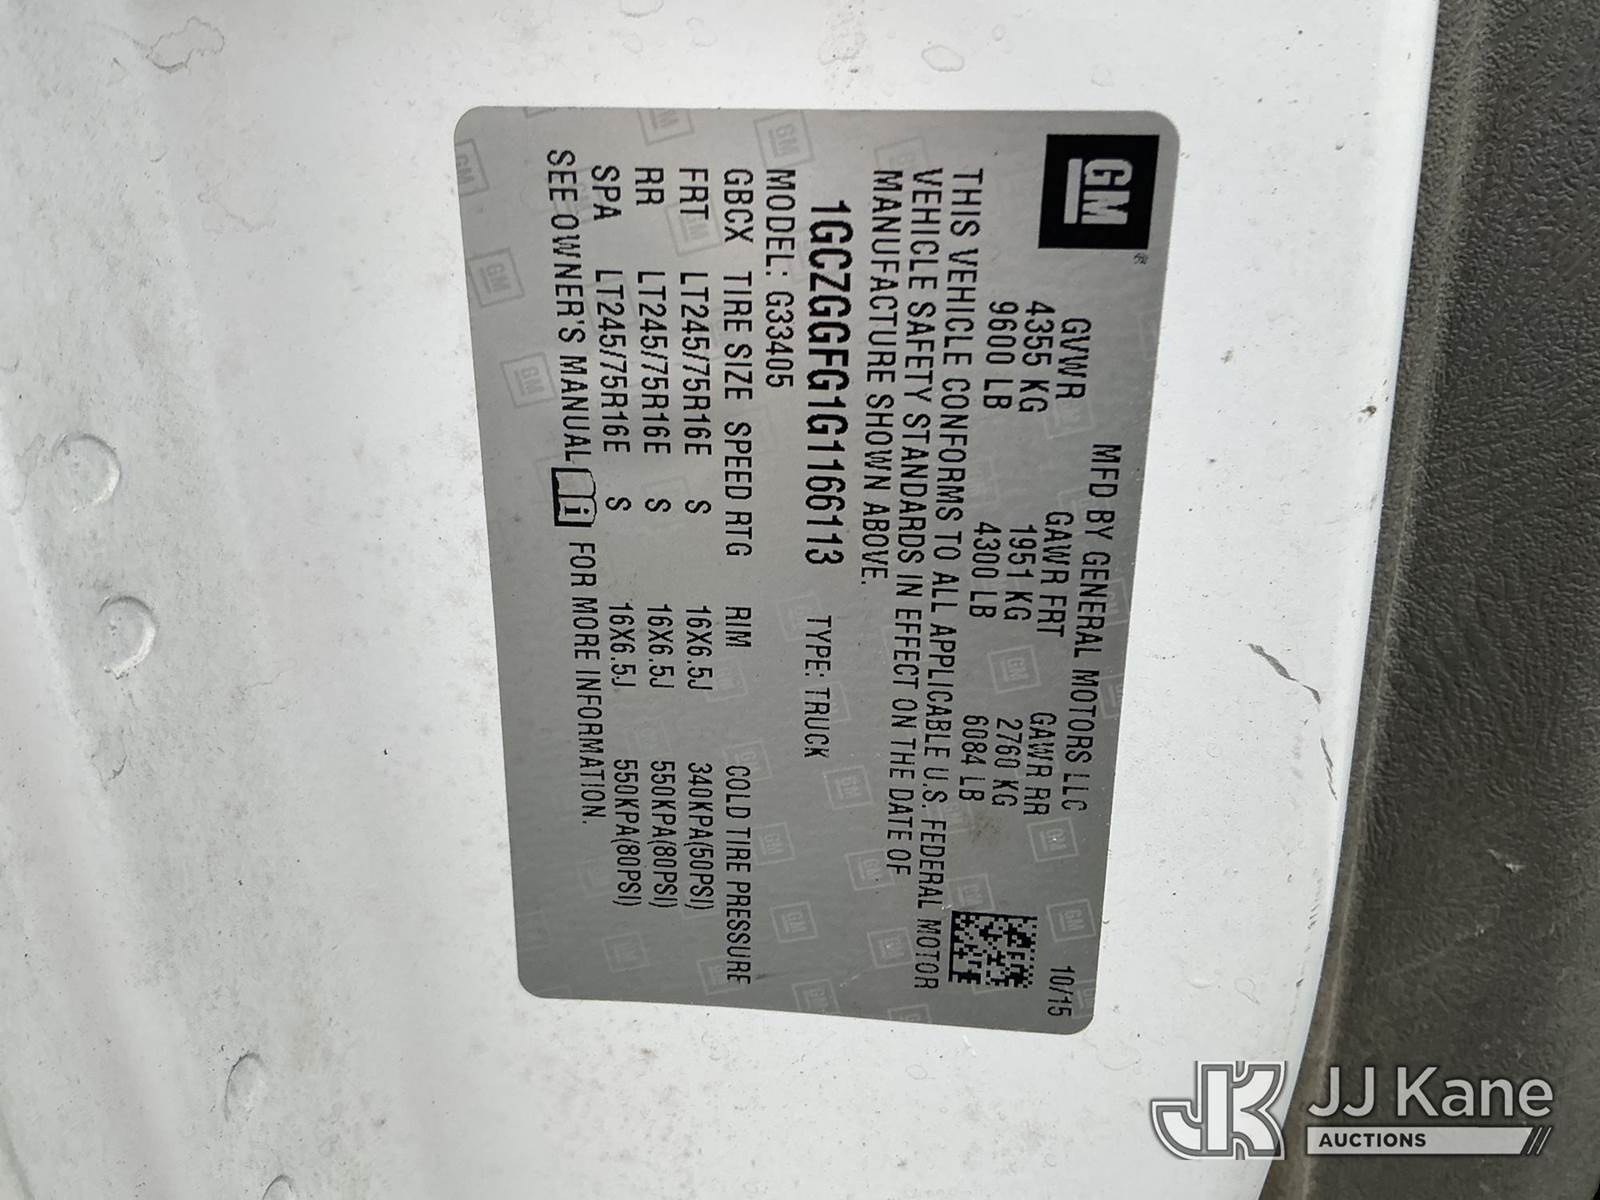 GM
MFD BY GENERAL MOTORS LLC 10/15
GVWR GAWR FRT GAWR RR
4355 KG 1951 KG 2760 KG
9600 LB 4300 LB 6084 LB
THIS VEHICLE CONFORMS TO ALL APPLICABLE U.S. FEDERAL MOTOR
VEHICLE SAFETY STANDARDS IN EFFECT ON THE DATE OF
MANUFACTURE SHOWN ABOVE.
1GCZGGFG1G1166113 TYPE: TRUCK
MODEL: G33405
GBCX TIRE SIZE SPEED RTG RIM COLD TIRE PRESSURE
FRT LT245/75R16E S 16X6.5J 340KPA(50PSI)
RR LT245/75R16E S 16X6.5J 550KPA(80PSI)
SPA LT245/75R16E S 16X6.5J 550KPA(80PSI)
SEE OWNER'S MANUAL i FOR MORE INFORMATION.
JK JJ Kane
AUCTIONS